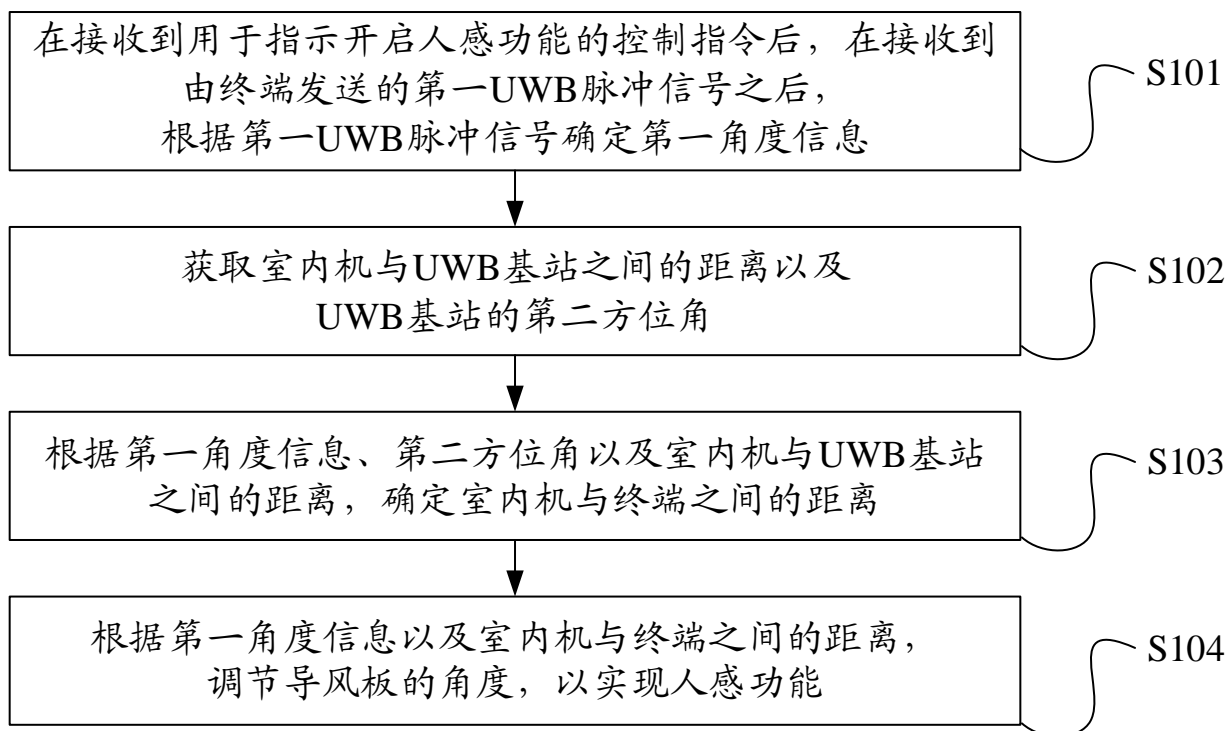 在接收到用于指示开启人感功能的控制指令后，在接收到
由终端发送的第一UWB脉冲信号之后，
根据第一UWB脉冲信号确定第一角度信息
S101
获取室内机与UWB基站之间的距离以及
UWB基站的第二方位角
S102
根据第一角度信息、第二方位角以及室内机与UWB基站
之间的距离，确定室内机与终端之间的距离
S103
根据第一角度信息以及室内机与终端之间的距离，
调节导风板的角度，以实现人感功能
S104